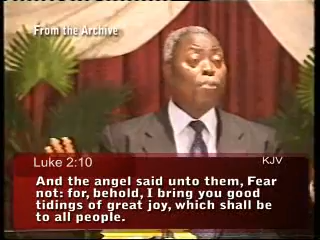 From the Archive
Luke 2:10 KJV
And the angel said unto them, Fear
not: for, behold, I bring you good
tidings of great joy, which shall be
to all people.